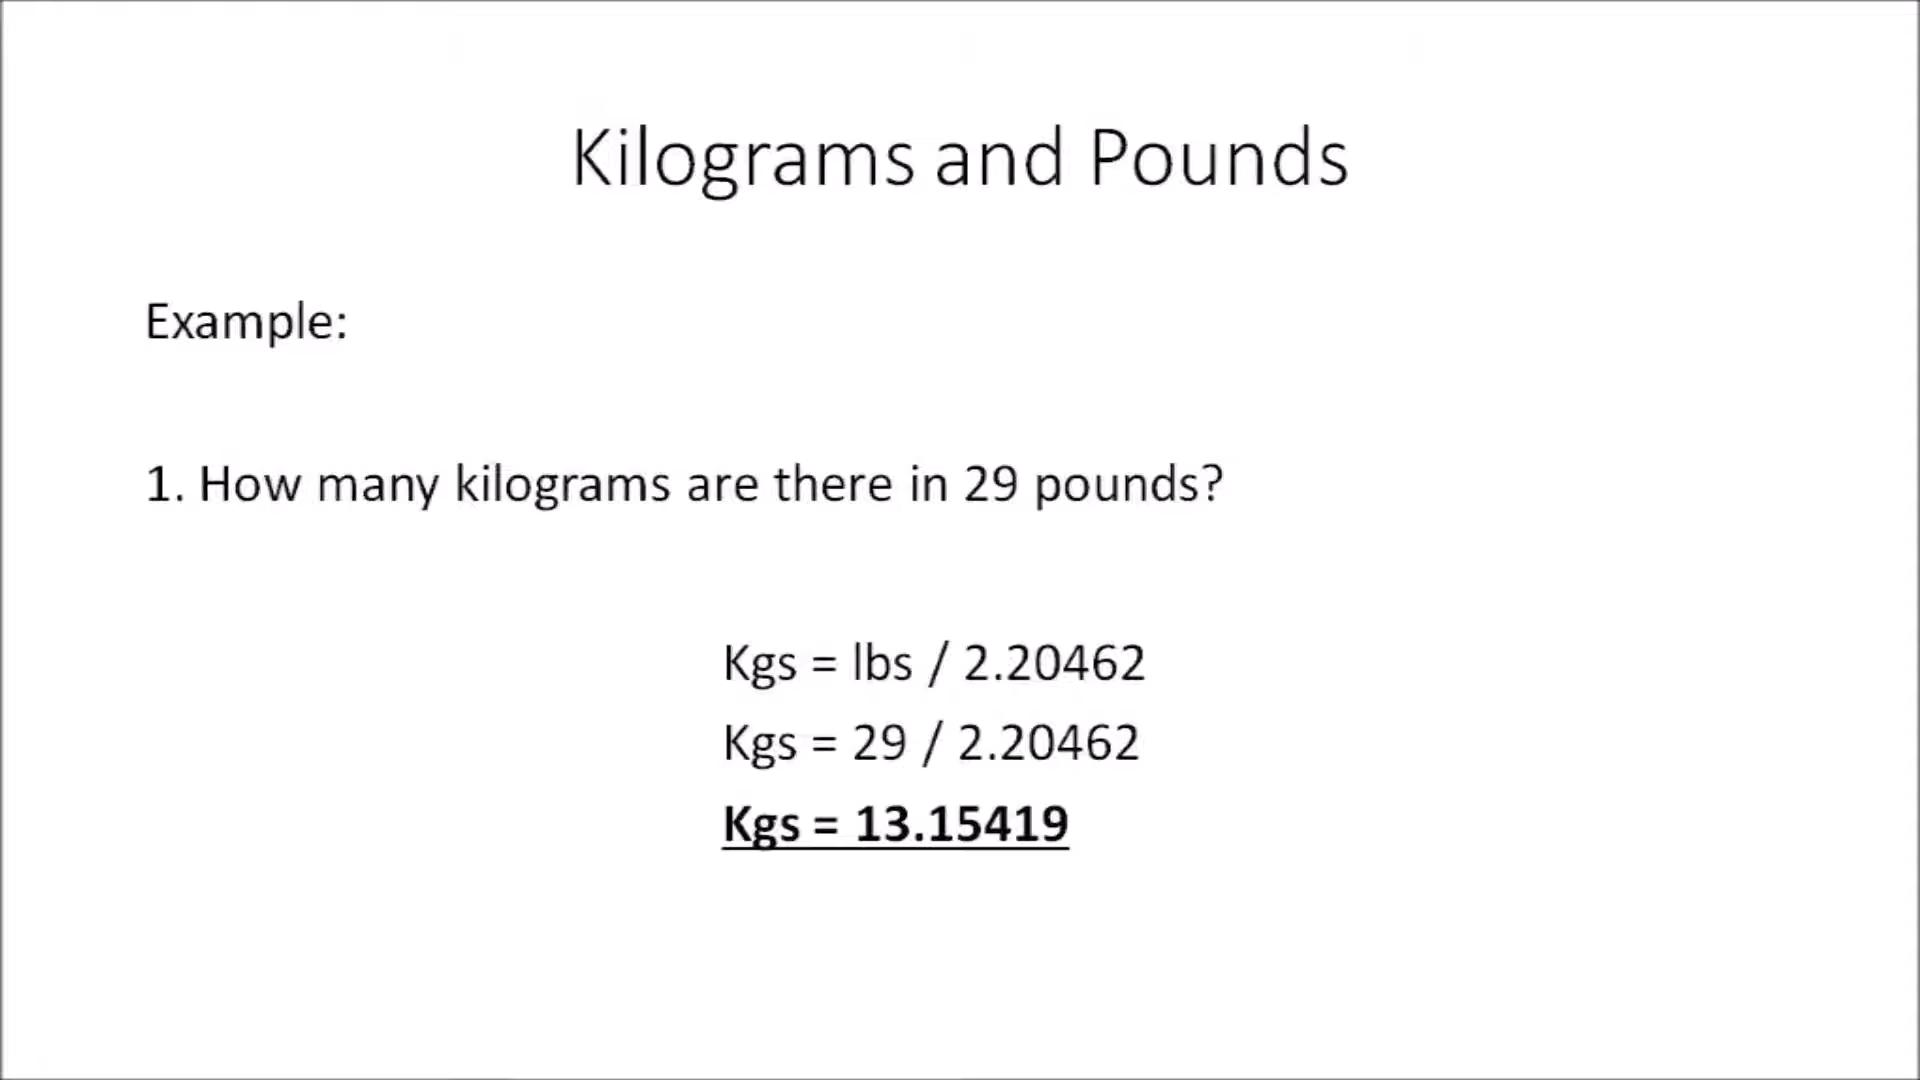 Kilograms and Pounds
Example:
1. How many kilograms are there in 29 pounds?
Kgs = lbs / 2.20462
Kgs = 29 / 2.20462
Kgs = 13.15419